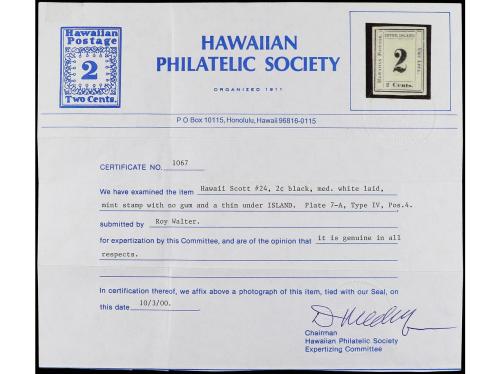 Hawaiian
Postage
2
Two Cents.
HAWAIIAN
PHILATELIC SOCIETY
ORGANIZED 1911
INTER ISLAND
Hawaiian Postage.
2
Uku Leta.
2 Cents.
P O Box 10115, Honolulu, Hawaii 96816-0115
CERTIFICATE NO. 1067
We have examined the item Hawaii Scott #24, 2c black, med. white laid,
mint stamp with no gum and a thin under ISLAND. Plate 7-A, Type IV, Pos.4.
submitted by Roy Walter.
for expertization by this Committee, and are of the opinion that it is genuine in all
respects.
In certification thereof, we affix above a photograph of this item, tied with our Seal, on
this date 10/3/00.
Chairman
Hawaiian Philatelic Society
Expertizing Committee